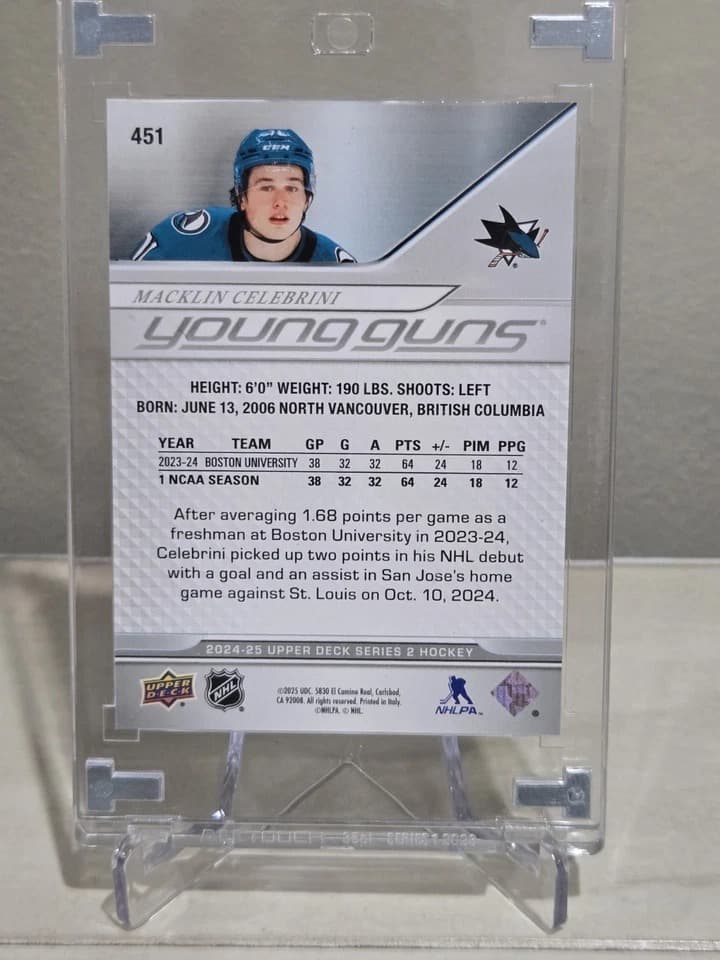 451
CCM
MACKLIN CELEBRINI
young guns
HEIGHT: 6'0" WEIGHT: 190 LBS. SHOOTS: LEFT
BORN: JUNE 13, 2006 NORTH VANCOUVER, BRITISH COLUMBIA
YEAR TEAM GP G A PTS +/- PIM PPG
2023-24 BOSTON UNIVERSITY 38 32 32 64 24 18 12
1 NCAA SEASON 38 32 32 64 24 18 12
After averaging 1.68 points per game as a
freshman at Boston University in 2023-24,
Celebrini picked up two points in his NHL debut
with a goal and an assist in San Jose's home
game against St. Louis on Oct. 10, 2024.
2024-25 UPPER DECK SERIES 2 HOCKEY
UPPER
D·E·C·K
NHL
©2025 UDC. 5830 El Camino Real, Carlsbad,
CA 92008. All rights reserved. Printed in Italy.
©NHLPA. © NHL.
NHLPA
35pt